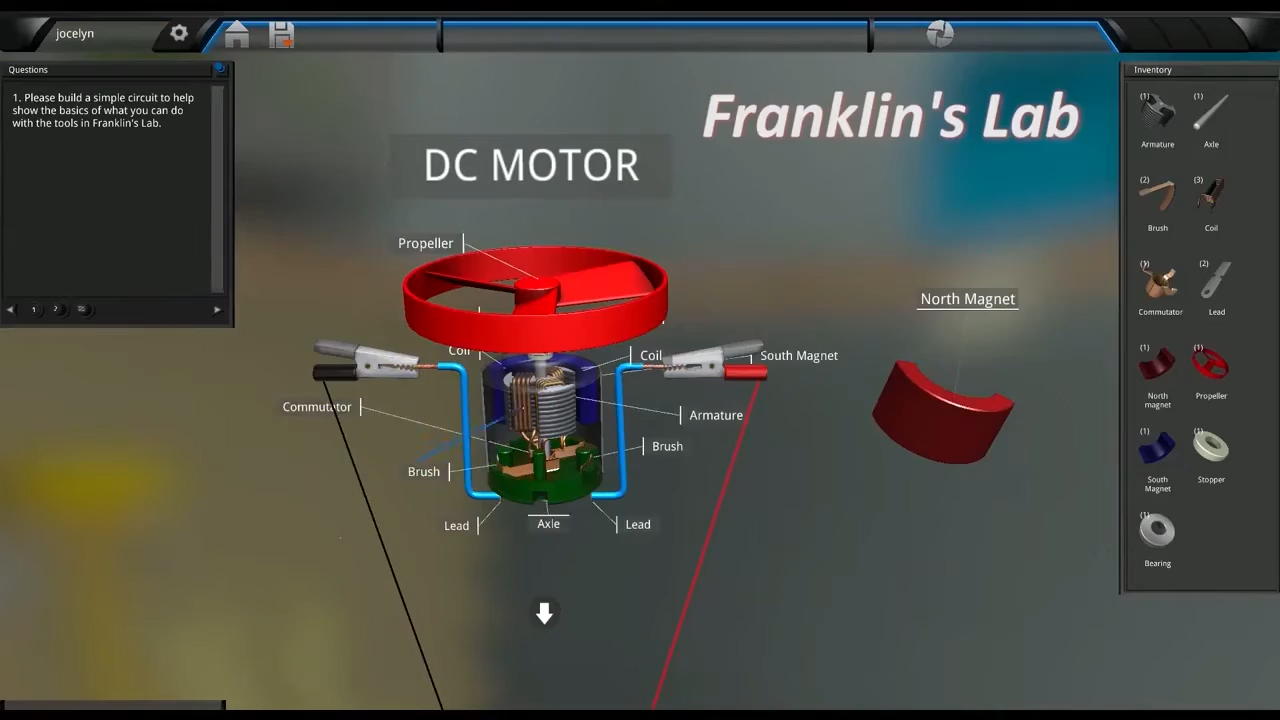 jocelyn
Questions
1. Please build a simple circuit to help
show the basics of what you can do
with the tools in Franklin's Lab.
1
2
Franklin's Lab
DC MOTOR
Propeller
Coil
Coil
South Magnet
Commutator
Armature
Brush
Brush
Lead
Axle
Lead
North Magnet
Inventory
(1)
(1)
Armature
Axle
(2)
(3)
Brush
Coil
(1)
(2)
Commutator
Lead
(1)
(1)
North
magnet
Propeller
(1)
(1)
South
Magnet
Stopper
(1)
Bearing